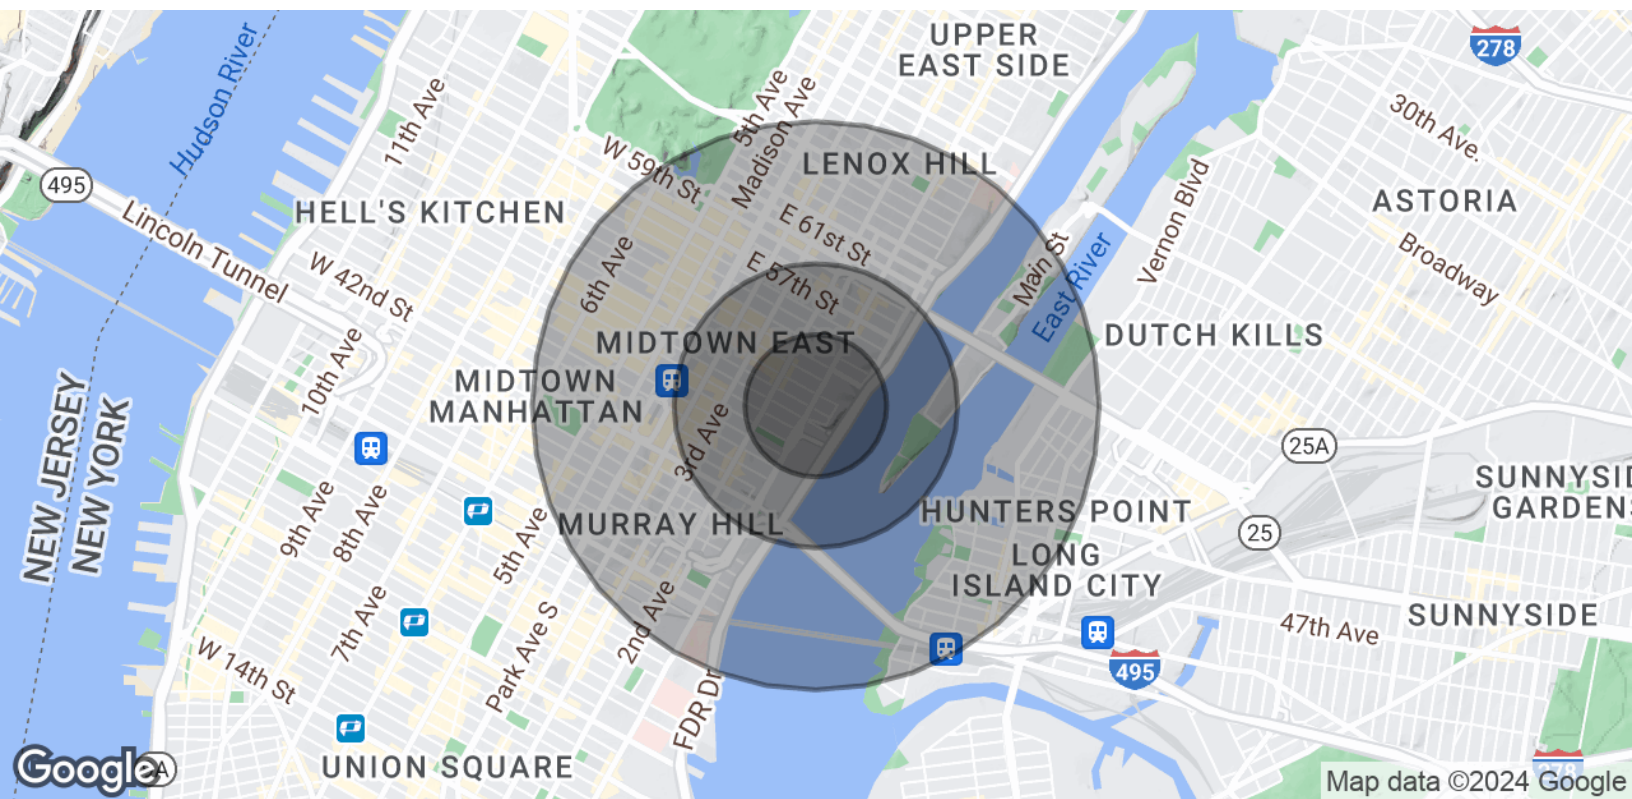 Hudson River
11th Ave
5th Ave
Madison Ave
UPPER
EAST SIDE
278
30th Ave.
495
Lincoln Tunnel
HELL'S KITCHEN
W 59th St
LENOX HILL
E 61st St
E 57th St
6th Ave
W 42nd St
Main St
East River
Vernon Blvd
ASTORIA
Broadway
DUTCH KILLS
MIDTOWN EAST
MIDTOWN
MANHATTAN
10th Ave
3rd Ave
NEW JERSEY
NEW YORK
25A
SUNNYSID
GARDENS
9th Ave
8th Ave
7th Ave
5th Ave
MURRAY HILL
HUNTERS POINT
25
LONG
ISLAND CITY
2nd Ave
Park Ave S
W 14th St
SUNNYSIDE
47th Ave
495
FDR Dr
UNION SQUARE
278
Google
A
Map data ©2024 Google